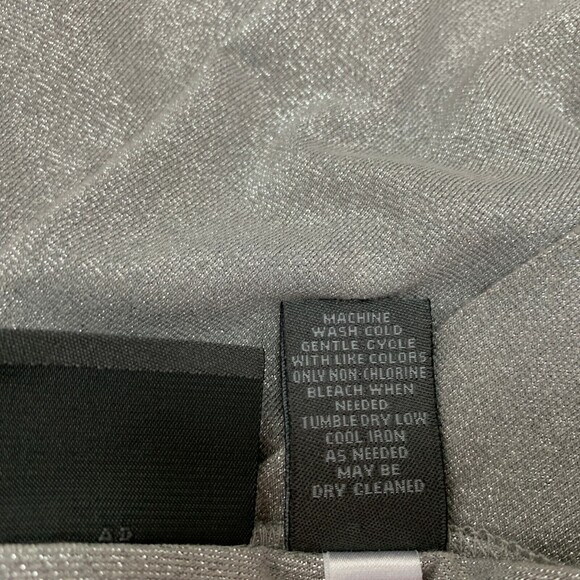 MACHINE
WASH COLD
GENTLE CYCLE
WITH LIKE COLORS
ONLY NON-CHLORINE
BLEACH WHEN
NEEDED
TUMBLE DRY LOW
COOL IRON
AS NEEDED
MAY BE
DRY CLEANED